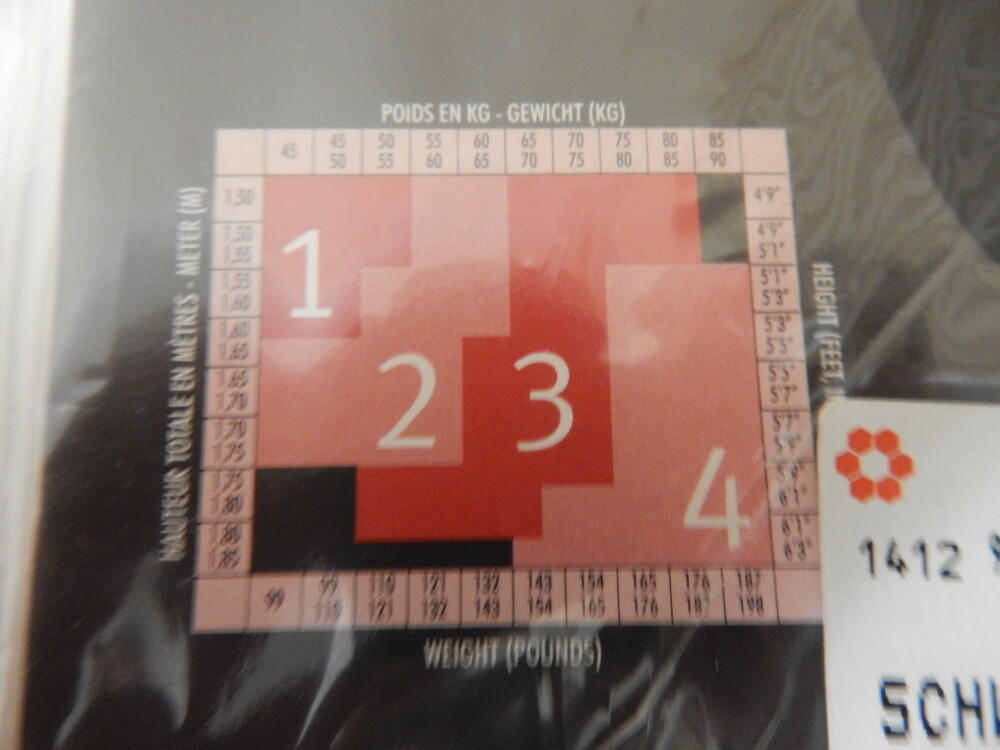 POIDS EN KG - GEWICHT (KG)
45 45 50 55 60 65 70 75 80 85
50 55 60 65 70 75 80 85 90
HAUTEUR TOTALE EN MÈTRES - METER (M)
1,50 4'9"
1,50 4'9"
1,55 5'1"
1
1,55 5'1"
1,60 5'3"
1,60 5'3"
1,65 5'5"
HEIGHT (FEET,
1,65 5'5"
1,70 5'7"
2 3
1,70 5'7"
1,75 5'9"
1,75 5'9"
1,80 6'1"
4
1,80 6'1"
1,85 6'3"
99 99 110 121 132 143 154 165 176 187
110 121 132 143 154 165 176 187 198
WEIGHT (POUNDS)
1412
SCH